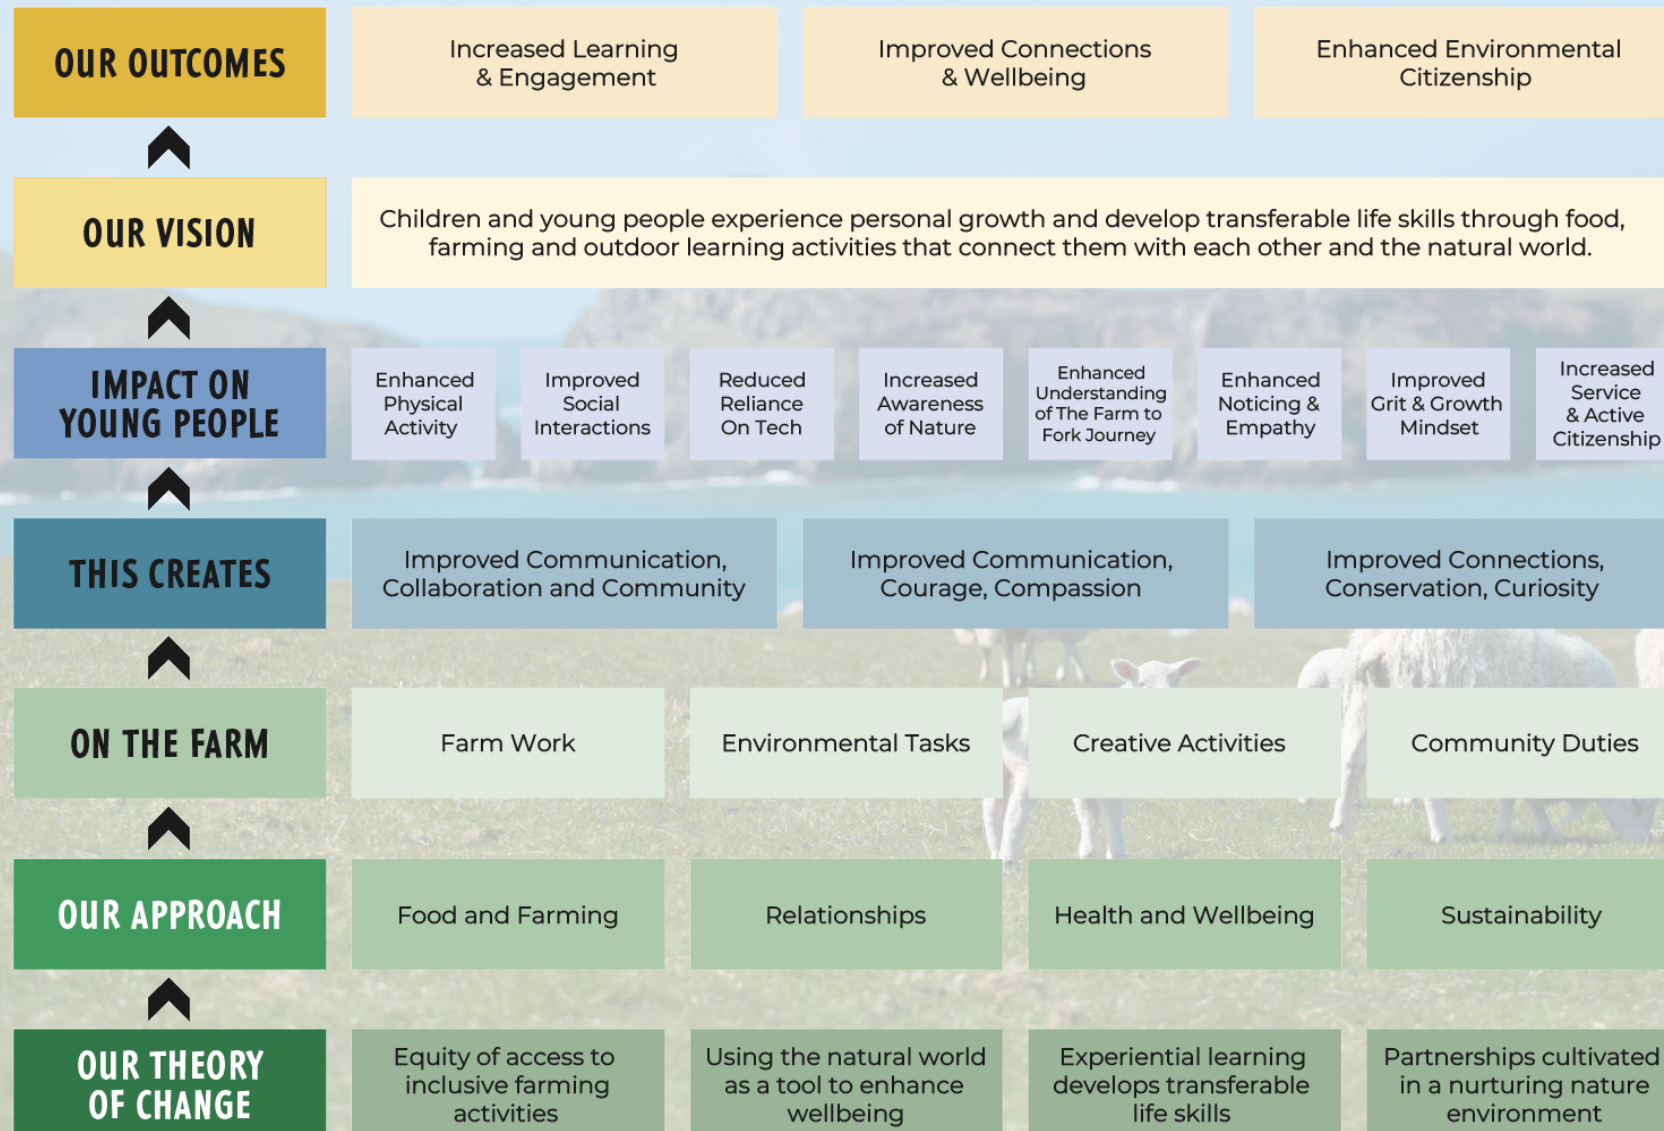 OUR OUTCOMES
Increased Learning
& Engagement
Improved Connections
& Wellbeing
Enhanced Environmental
Citizenship
OUR VISION
Children and young people experience personal growth and develop transferable life skills through food,
farming and outdoor learning activities that connect them with each other and the natural world.
IMPACT ON
YOUNG PEOPLE
Enhanced
Physical
Activity
Improved
Social
Interactions
Reduced
Reliance
On Tech
Increased
Awareness
of Nature
Enhanced
Understanding
of The Farm to
Fork Journey
Enhanced
Noticing &
Empathy
Improved
Grit & Growth
Mindset
Increased
Service
& Active
Citizenship
THIS CREATES
Improved Communication,
Collaboration and Community
Improved Communication,
Courage, Compassion
Improved Connections,
Conservation, Curiosity
ON THE FARM
Farm Work
Environmental Tasks
Creative Activities
Community Duties
OUR APPROACH
Food and Farming
Relationships
Health and Wellbeing
Sustainability
OUR THEORY
OF CHANGE
Equity of access to
inclusive farming
activities
Using the natural world
as a tool to enhance
wellbeing
Experiential learning
develops transferable
life skills
Partnerships cultivated
in a nurturing nature
environment